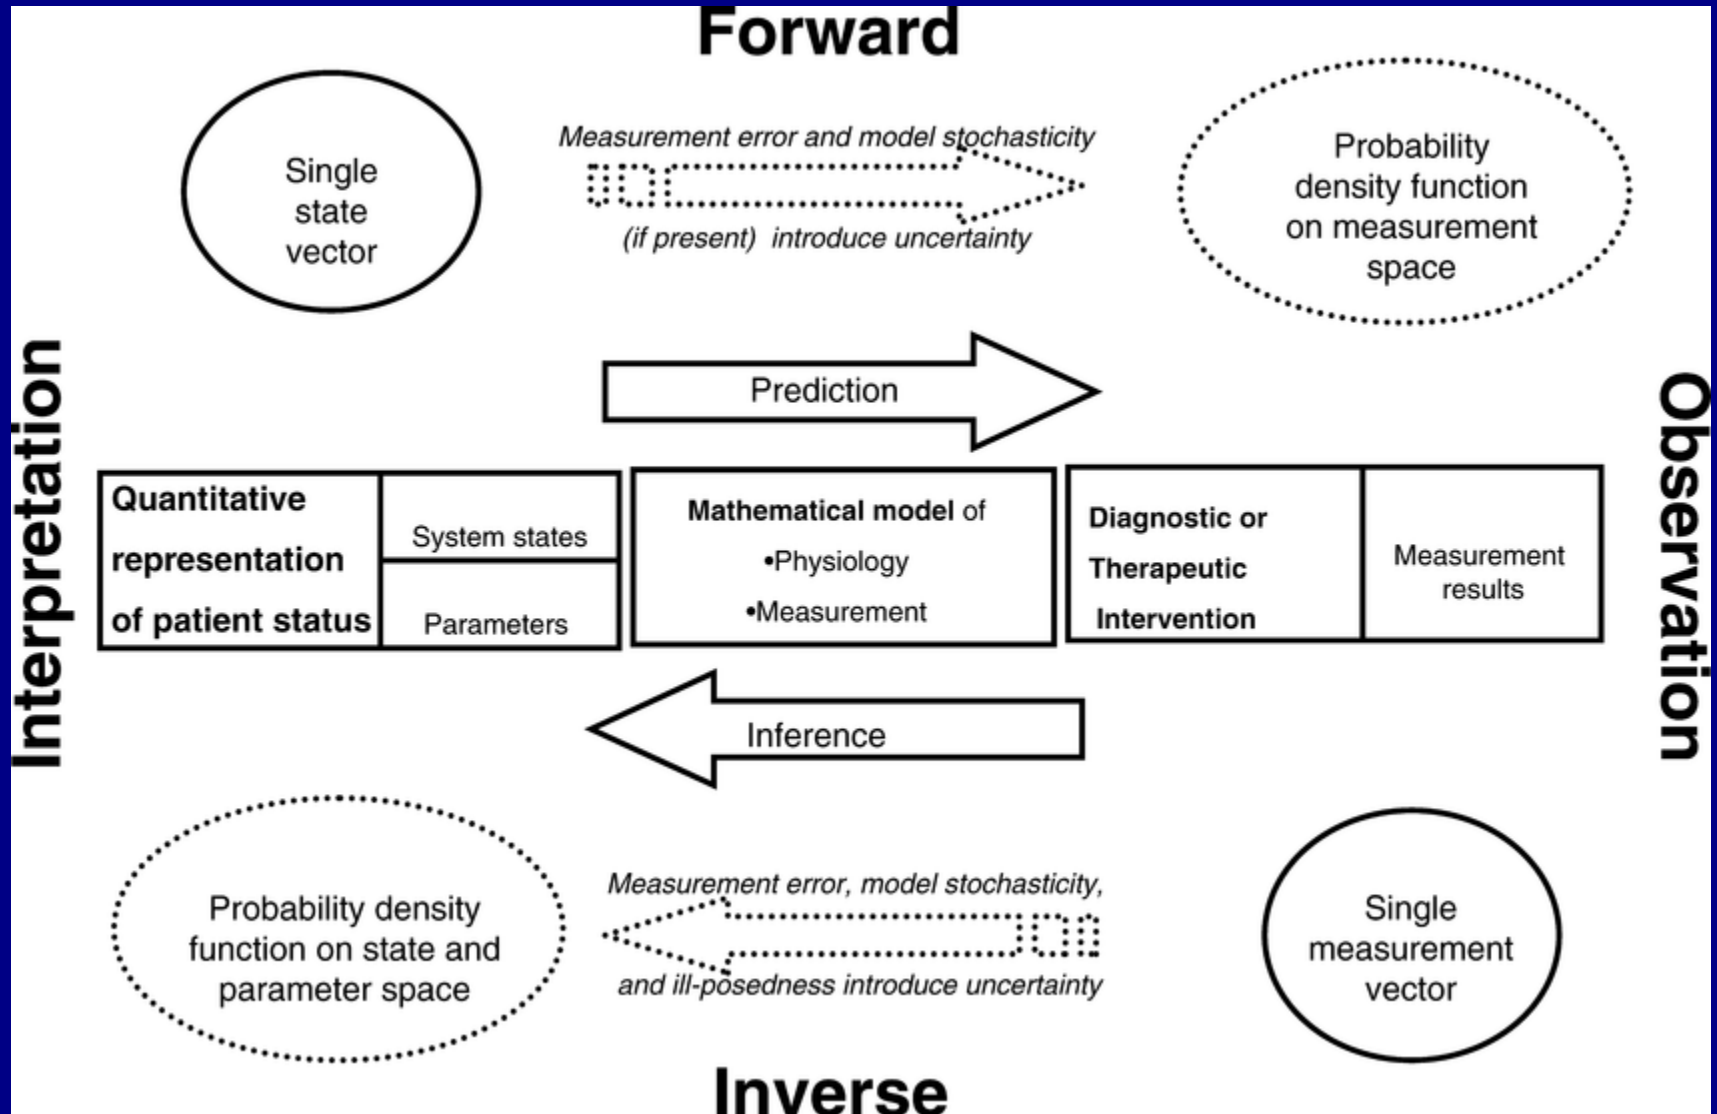 Forward
Single
state
vector
Measurement error and model stochasticity
(if present) introduce uncertainty
Probability
density function
on measurement
space
Interpretation
Prediction
Observation
Quantitative
representation
of patient status
System states
Parameters
Mathematical model of
•Physiology
•Measurement
Diagnostic or
Therapeutic
Intervention
Measurement
results
Inference
Probability density
function on state and
parameter space
Measurement error, model stochasticity,
and ill-posedness introduce uncertainty
Single
measurement
vector
Inverse